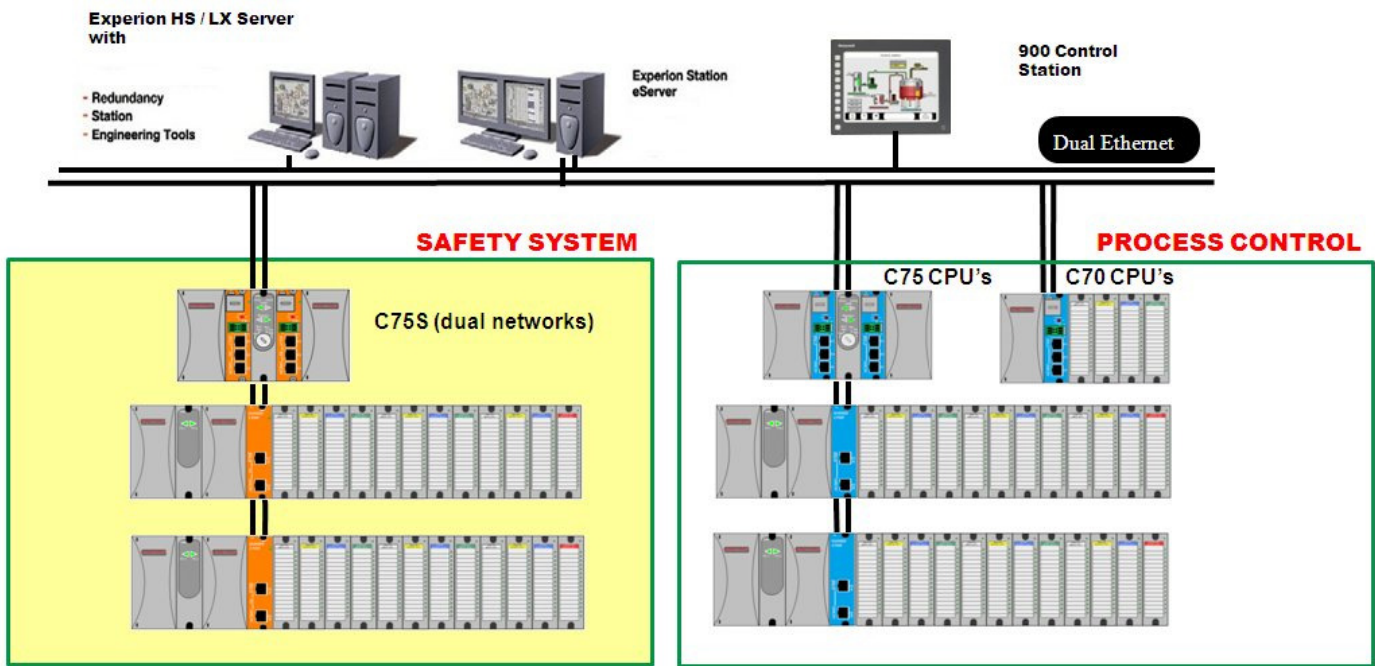 Experion HS / LX Server
with
- Redundancy
- Station
- Engineering Tools
Experion Station
eServer
900 Control
Station
Dual Ethernet
SAFETY SYSTEM
PROCESS CONTROL
C75S (dual networks)
C75 CPU's
C70 CPU's